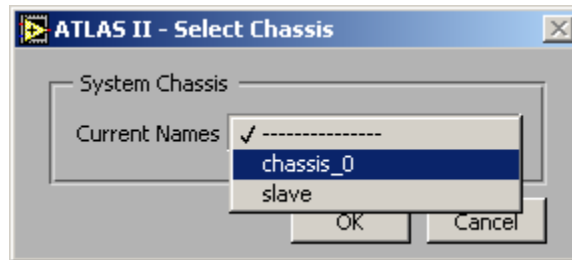 ATLAS II - Select Chassis
System Chassis
Current Names
✓ ---------------
chassis_0
slave
OK
Cancel